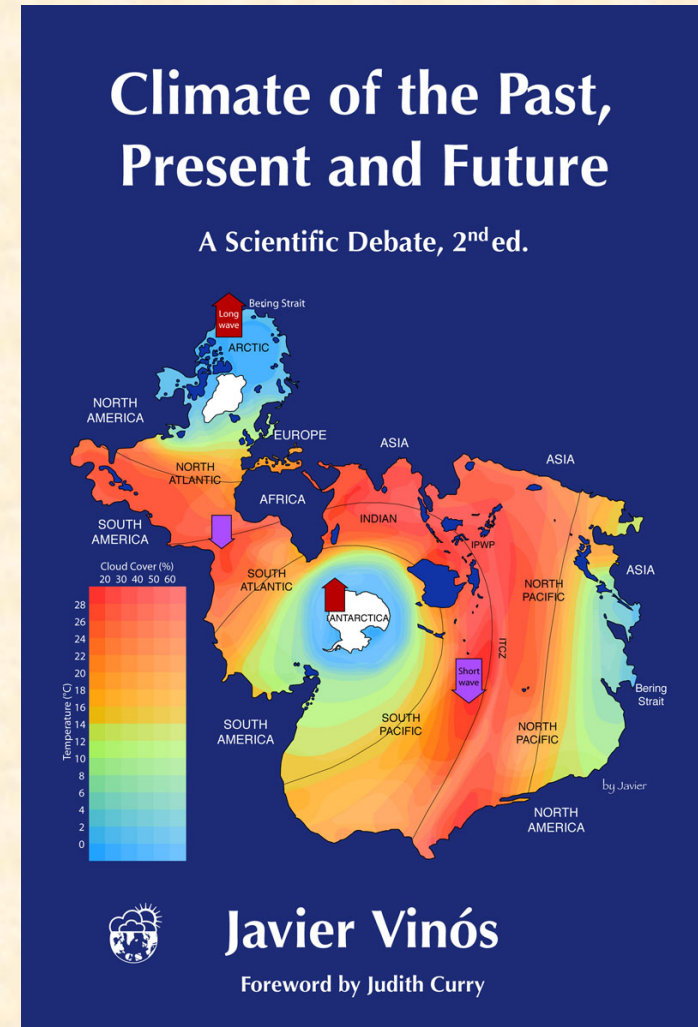 Climate of the Past,
Present and Future
A Scientific Debate, 2nd ed.
Long
wave
Bering Strait
ARCTIC
NORTH
AMERICA
EUROPE
ASIA
ASIA
NORTH
ATLANTIC
AFRICA
INDIAN
SOUTH
AMERICA
IPWP
ASIA
Cloud Cover (%)
20 30 40 50 60
SOUTH
ATLANTIC
NORTH
PACIFIC
28
26
24
22
20
18
16
14
12
10
8
6
4
2
0
Temperature (°C)
ANTARCTICA
ITCZ
Short
wave
Bering
Strait
SOUTH
AMERICA
SOUTH
PACIFIC
NORTH
PACIFIC
by Javier
NORTH
AMERICA
CS
Javier Vinós
Foreword by Judith Curry